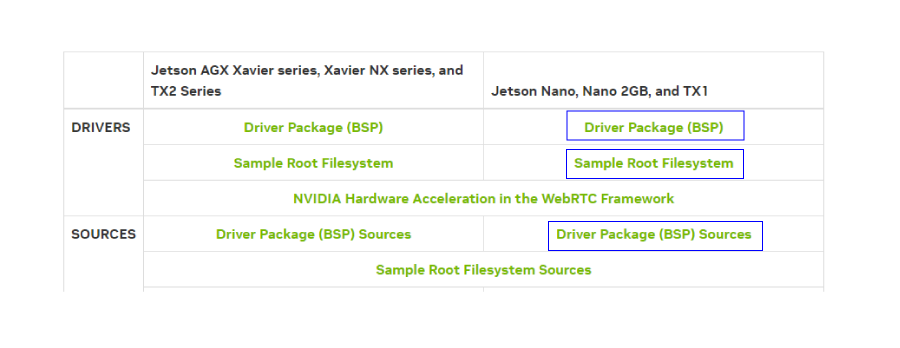 Jetson AGX Xavier series, Xavier NX series, and
TX2 Series
Jetson Nano, Nano 2GB, and TX1
DRIVERS
Driver Package (BSP)
Driver Package (BSP)
Sample Root Filesystem
Sample Root Filesystem
NVIDIA Hardware Acceleration in the WebRTC Framework
SOURCES
Driver Package (BSP) Sources
Driver Package (BSP) Sources
Sample Root Filesystem Sources